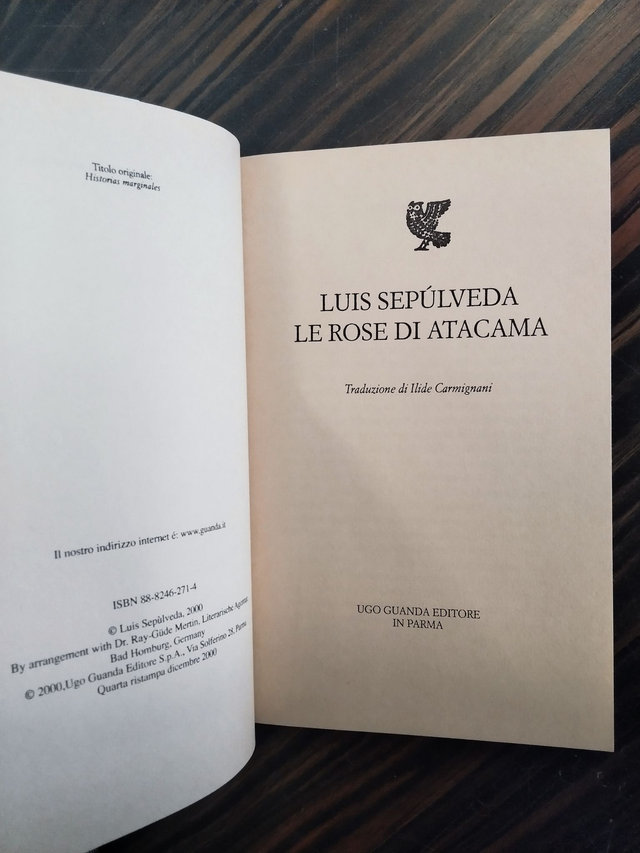 Titolo originale:
Historias marginales
Il nostro indirizzo internet é: www.guanda.it
ISBN 88-8246-271-4
© Luis Sepùlveda, 2000
By arrangement with Dr. Ray-Güde Mertin, Literarische Agentur
Bad Homburg, Germany
© 2000,Ugo Guanda Editore S.p.A., Via Solferino 28, Parma
Quarta ristampa dicembre 2000
LUIS SEPÚLVEDA
LE ROSE DI ATACAMA
Traduzione di Ilide Carmignani
UGO GUANDA EDITORE
IN PARMA